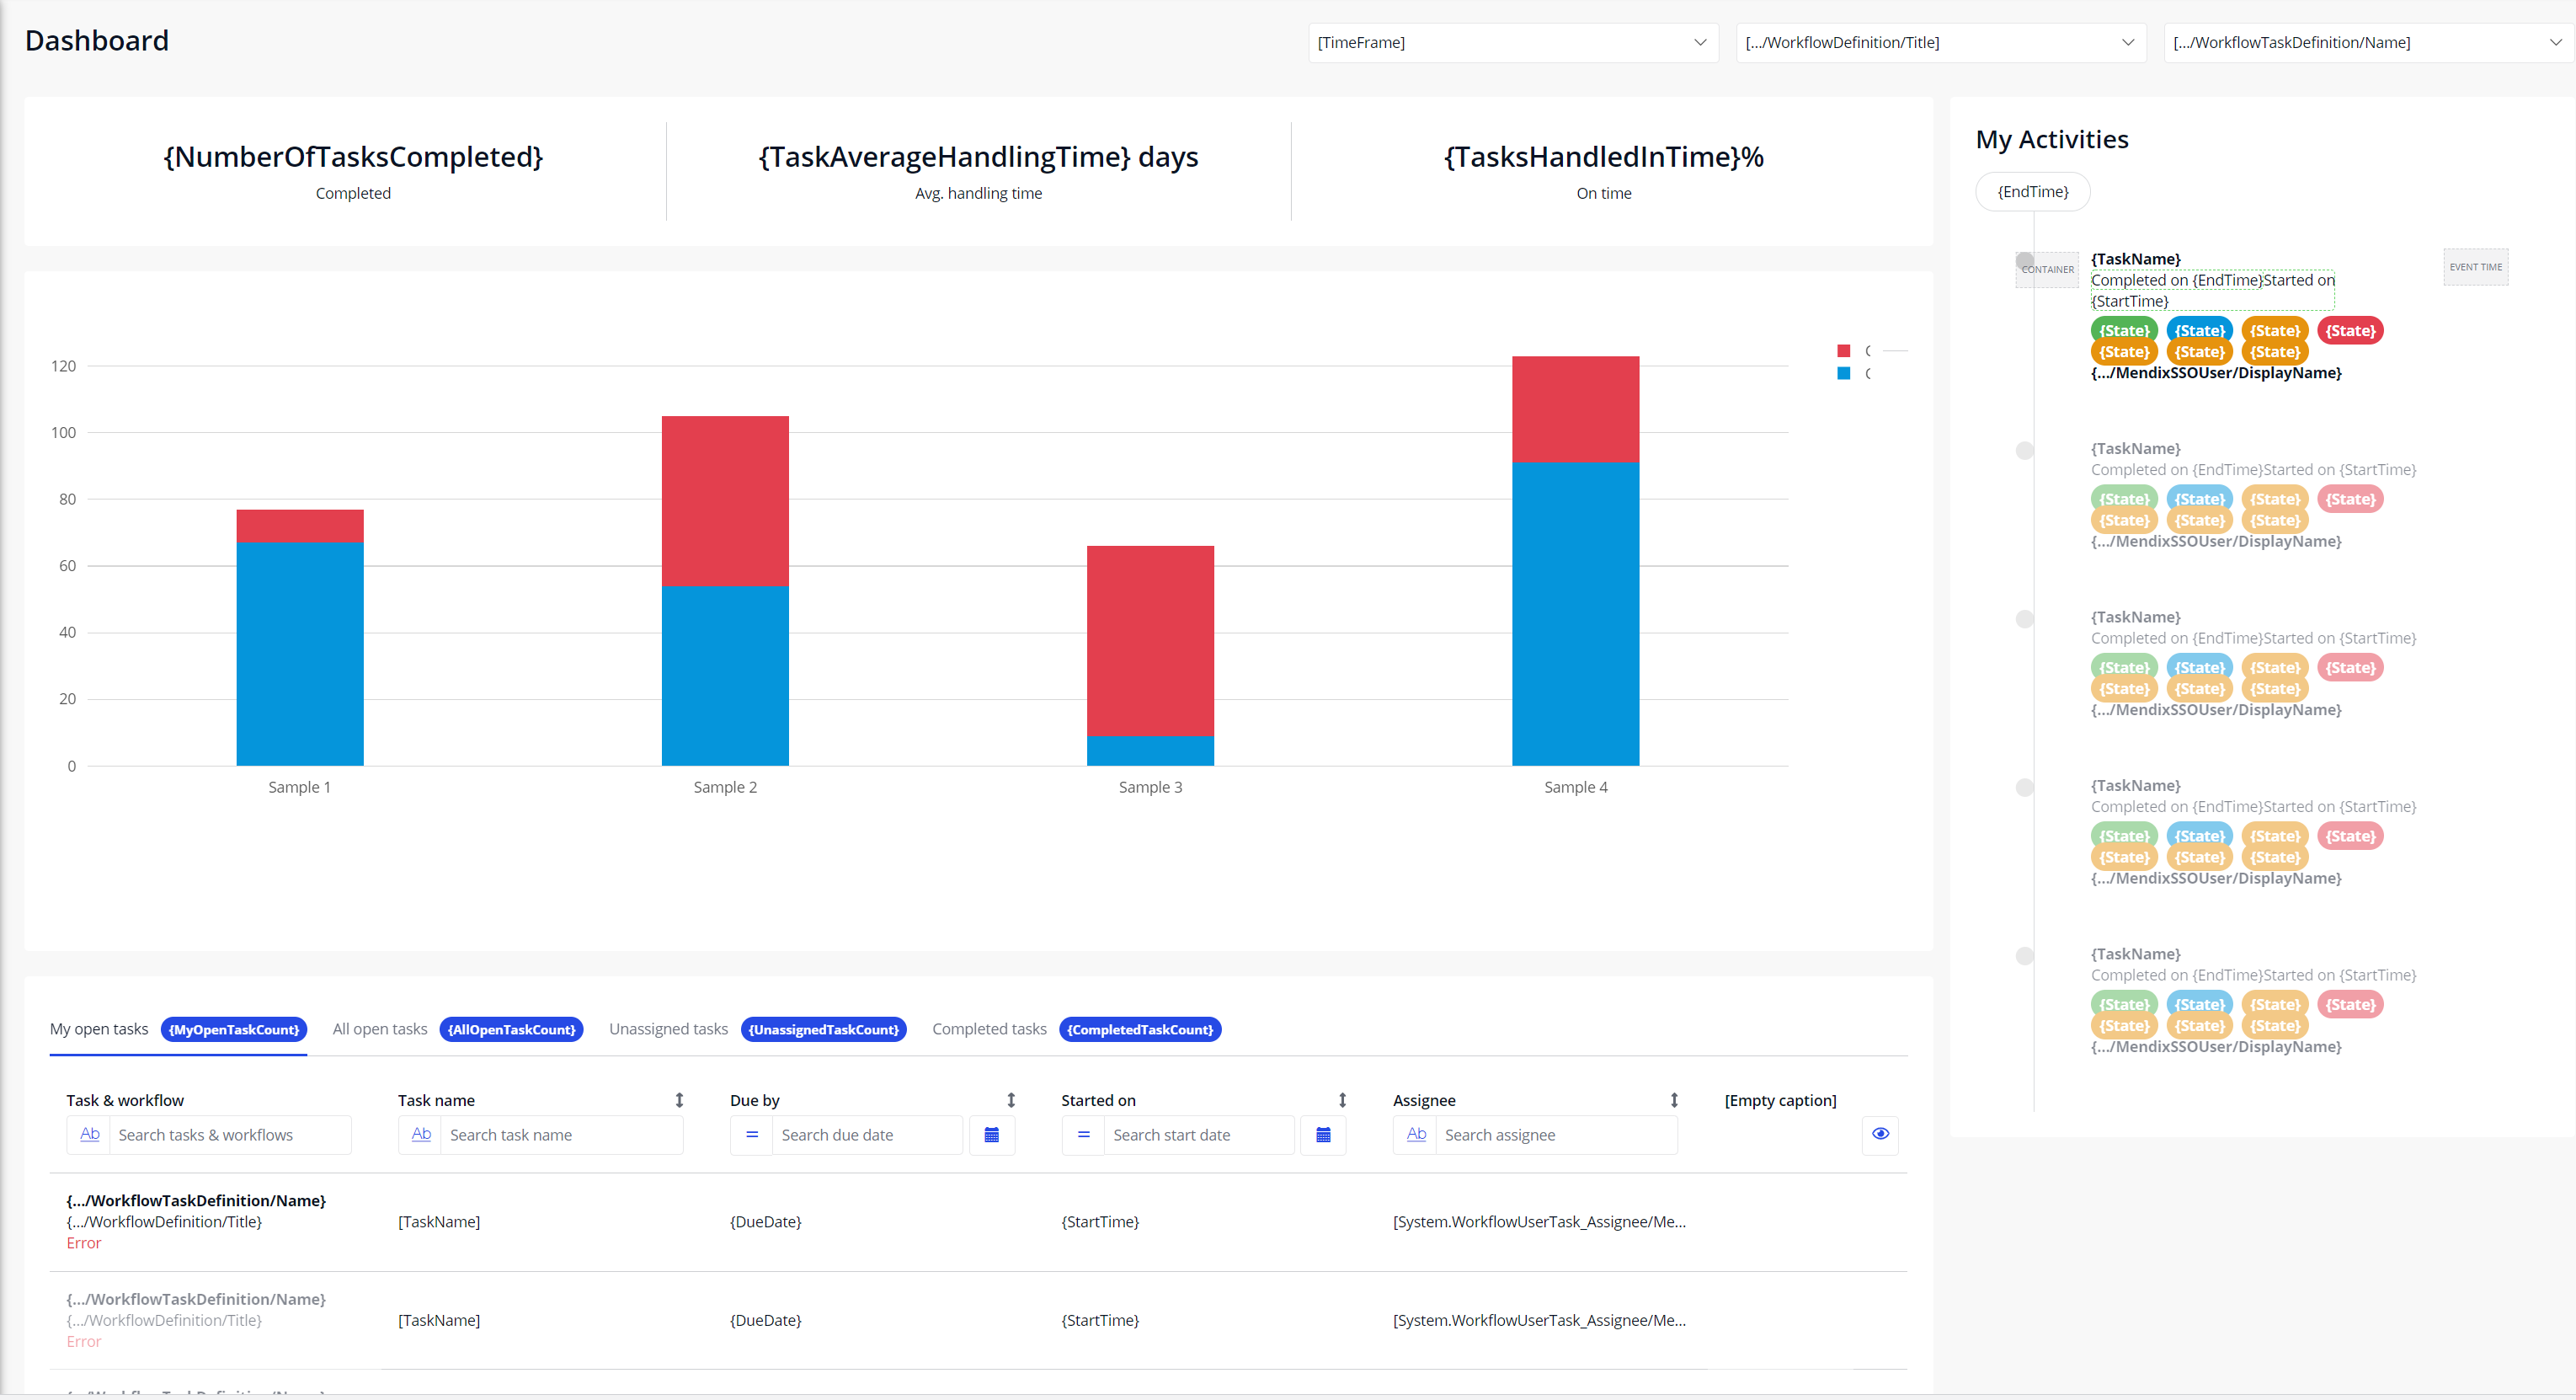 Dashboard
[TimeFrame]
[.../WorkflowDefinition/Title]
[.../WorkflowTaskDefinition/Name]
{NumberOfTasksCompleted}
Completed
{TaskAverageHandlingTime} days
Avg. handling time
{TasksHandledInTime}%
On time
120
100
80
60
40
20
0
Sample 1
Sample 2
Sample 3
Sample 4
My open tasks {MyOpenTaskCount} All open tasks {AllOpenTaskCount} Unassigned tasks {UnassignedTaskCount} Completed tasks {CompletedTaskCount}
Task & workflow Task name Due by Started on Assignee [Empty caption]
Ab Search tasks & workflows Ab Search task name = Search due date = Search start date Ab Search assignee
{.../WorkflowTaskDefinition/Name}
{.../WorkflowDefinition/Title} [TaskName] {DueDate} {StartTime} [System.WorkflowUserTask_Assignee/Me...
Error
{.../WorkflowTaskDefinition/Name}
{.../WorkflowDefinition/Title} [TaskName] {DueDate} {StartTime} [System.WorkflowUserTask_Assignee/Me...
Error
My Activities
{EndTime}
CONTAINER
{TaskName}
EVENT TIME
Completed on {EndTime}Started on
{StartTime}
{State} {State} {State} {State}
{State} {State} {State}
{.../MendixSSOUser/DisplayName}
{TaskName}
Completed on {EndTime}Started on {StartTime}
{State} {State} {State} {State}
{State} {State} {State}
{.../MendixSSOUser/DisplayName}
{TaskName}
Completed on {EndTime}Started on {StartTime}
{State} {State} {State} {State}
{State} {State} {State}
{.../MendixSSOUser/DisplayName}
{TaskName}
Completed on {EndTime}Started on {StartTime}
{State} {State} {State} {State}
{State} {State} {State}
{.../MendixSSOUser/DisplayName}
{TaskName}
Completed on {EndTime}Started on {StartTime}
{State} {State} {State} {State}
{State} {State} {State}
{.../MendixSSOUser/DisplayName}